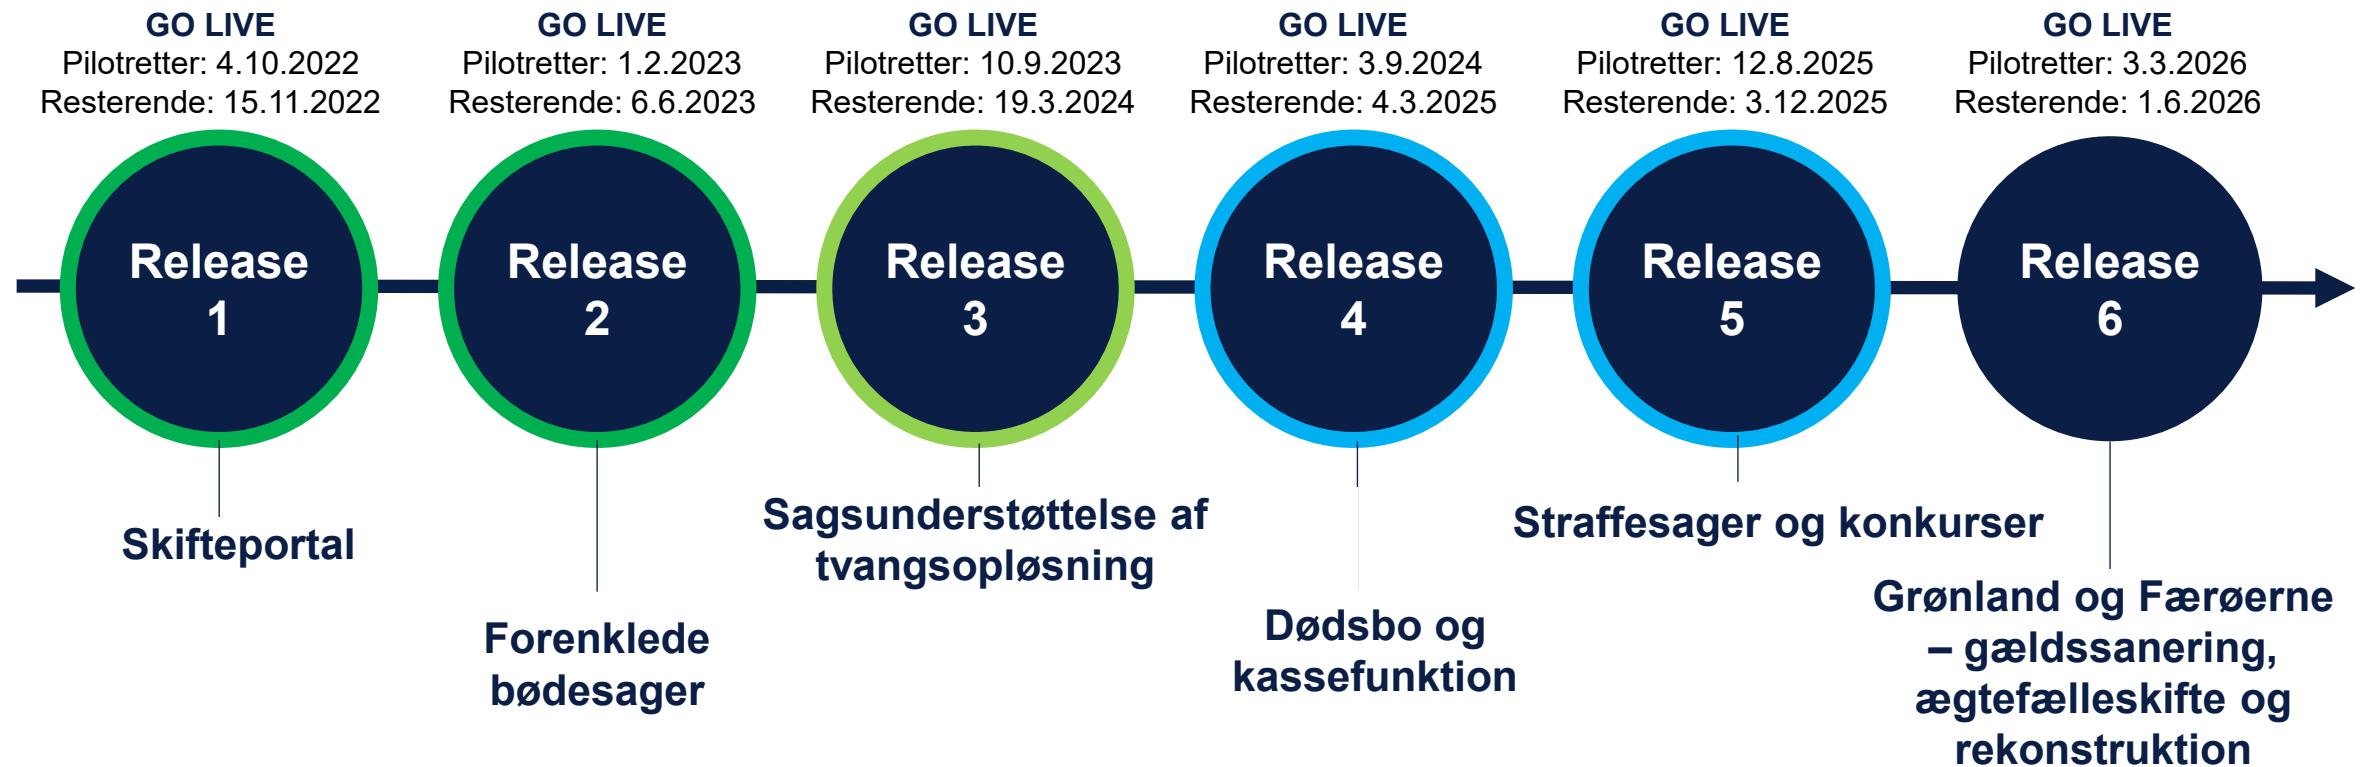 GO LIVE
Pilotretter: 4.10.2022
Resterende: 15.11.2022
GO LIVE
Pilotretter: 1.2.2023
Resterende: 6.6.2023
GO LIVE
Pilotretter: 10.9.2023
Resterende: 19.3.2024
GO LIVE
Pilotretter: 3.9.2024
Resterende: 4.3.2025
GO LIVE
Pilotretter: 12.8.2025
Resterende: 3.12.2025
GO LIVE
Pilotretter: 3.3.2026
Resterende: 1.6.2026
Release
1
Release
2
Release
3
Release
4
Release
5
Release
6
Skifteportal
Forenklede
bødesager
Sagsunderstøttelse af
tvangsopløsning
Dødsbo og
kassefunktion
Straffesager og konkurser
Grønland og Færøerne
– gældssanering,
ægtefælleskifte og
rekonstruktion